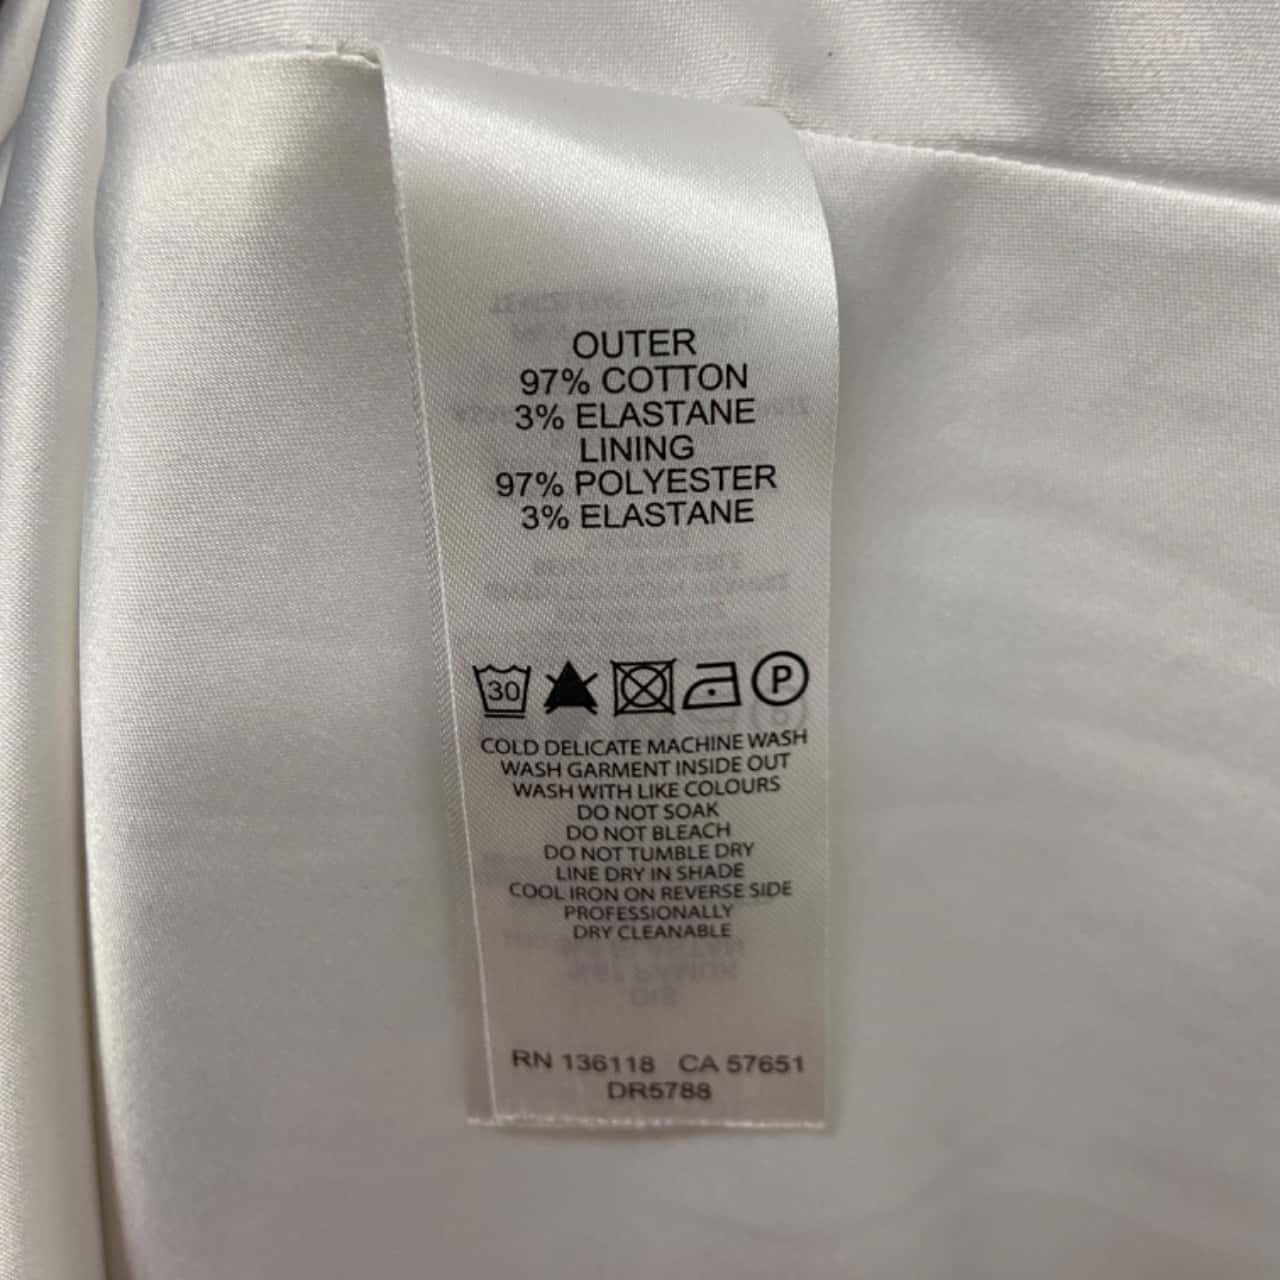 OUTER
97% COTTON
3% ELASTANE
LINING
97% POLYESTER
3% ELASTANE
30 P
COLD DELICATE MACHINE WASH
WASH GARMENT INSIDE OUT
WASH WITH LIKE COLOURS
DO NOT SOAK
DO NOT BLEACH
DO NOT TUMBLE DRY
LINE DRY IN SHADE
COOL IRON ON REVERSE SIDE
PROFESSIONALLY
DRY CLEANABLE
RN 136118 CA 57651
DR5788